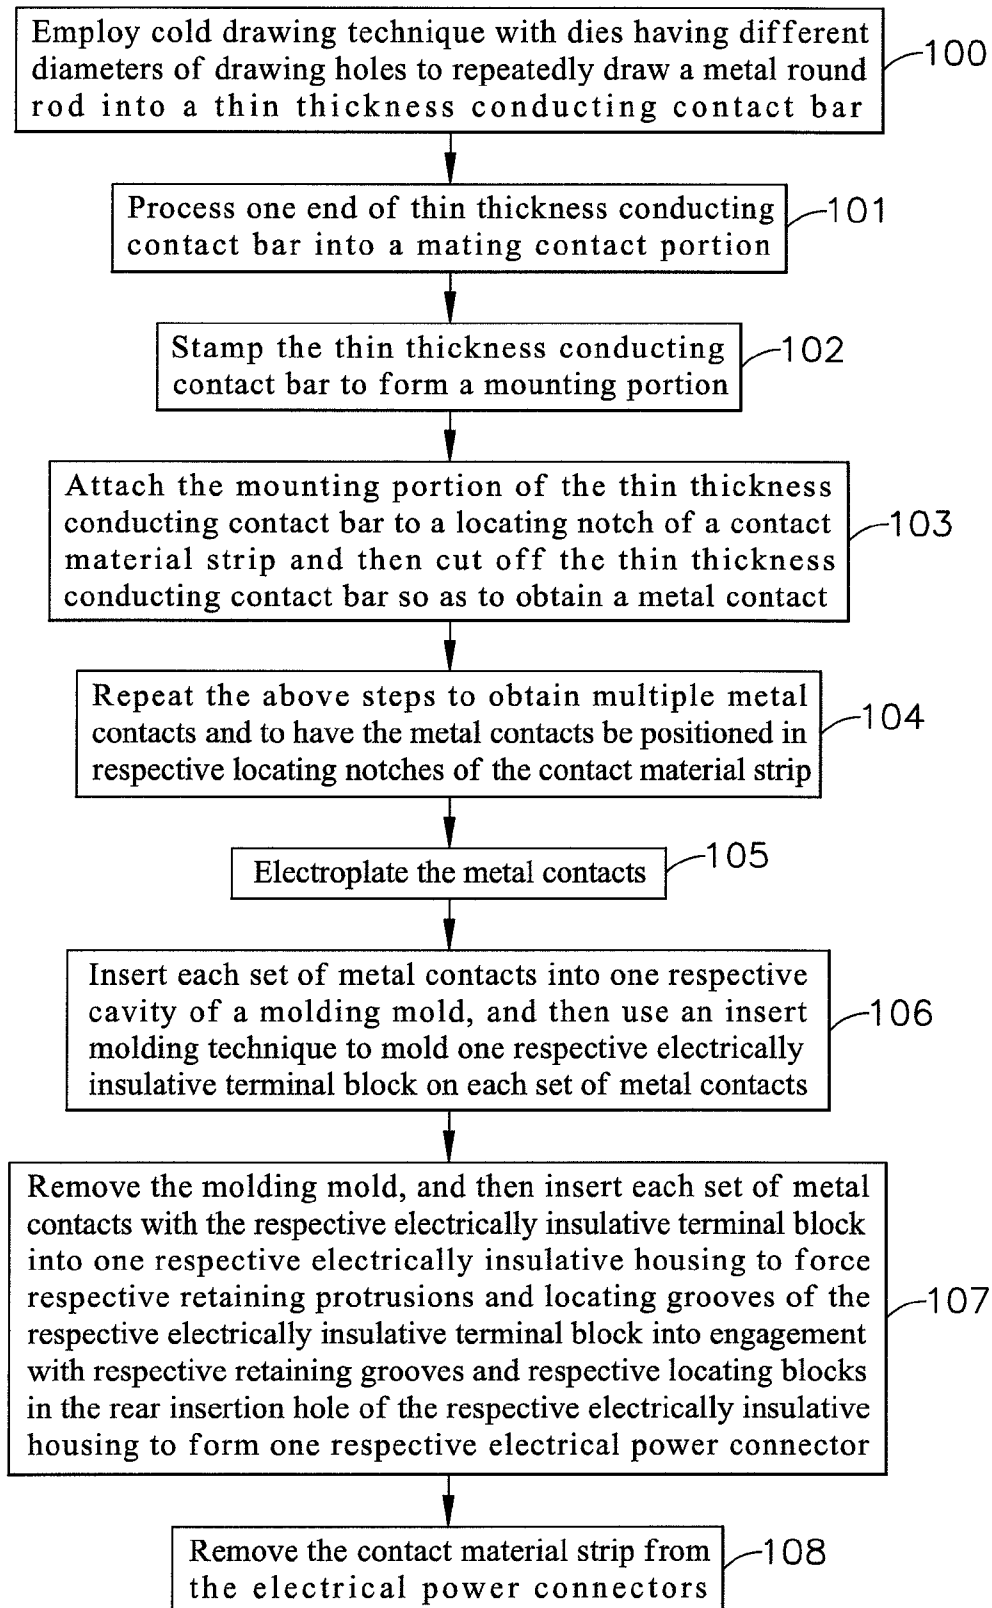 Employ cold drawing technique with dies having different
diameters of drawing holes to repeatedly draw a metal round
rod into a thin thickness conducting contact bar
100
Process one end of thin thickness conducting
contact bar into a mating contact portion
101
Stamp the thin thickness conducting
contact bar to form a mounting portion
102
Attach the mounting portion of the thin thickness
conducting contact bar to a locating notch of a contact
material strip and then cut off the thin thickness
conducting contact bar so as to obtain a metal contact
103
Repeat the above steps to obtain multiple metal
contacts and to have the metal contacts be positioned in
respective locating notches of the contact material strip
104
Electroplate the metal contacts
105
Insert each set of metal contacts into one respective
cavity of a molding mold, and then use an insert
molding technique to mold one respective electrically
insulative terminal block on each set of metal contacts
106
Remove the molding mold, and then insert each set of metal
contacts with the respective electrically insulative terminal block
into one respective electrically insulative housing to force
respective retaining protrusions and locating grooves of the
respective electrically insulative terminal block into engagement
with respective retaining grooves and respective locating blocks
in the rear insertion hole of the respective electrically insulative
housing to form one respective electrical power connector
107
Remove the contact material strip from
the electrical power connectors
108